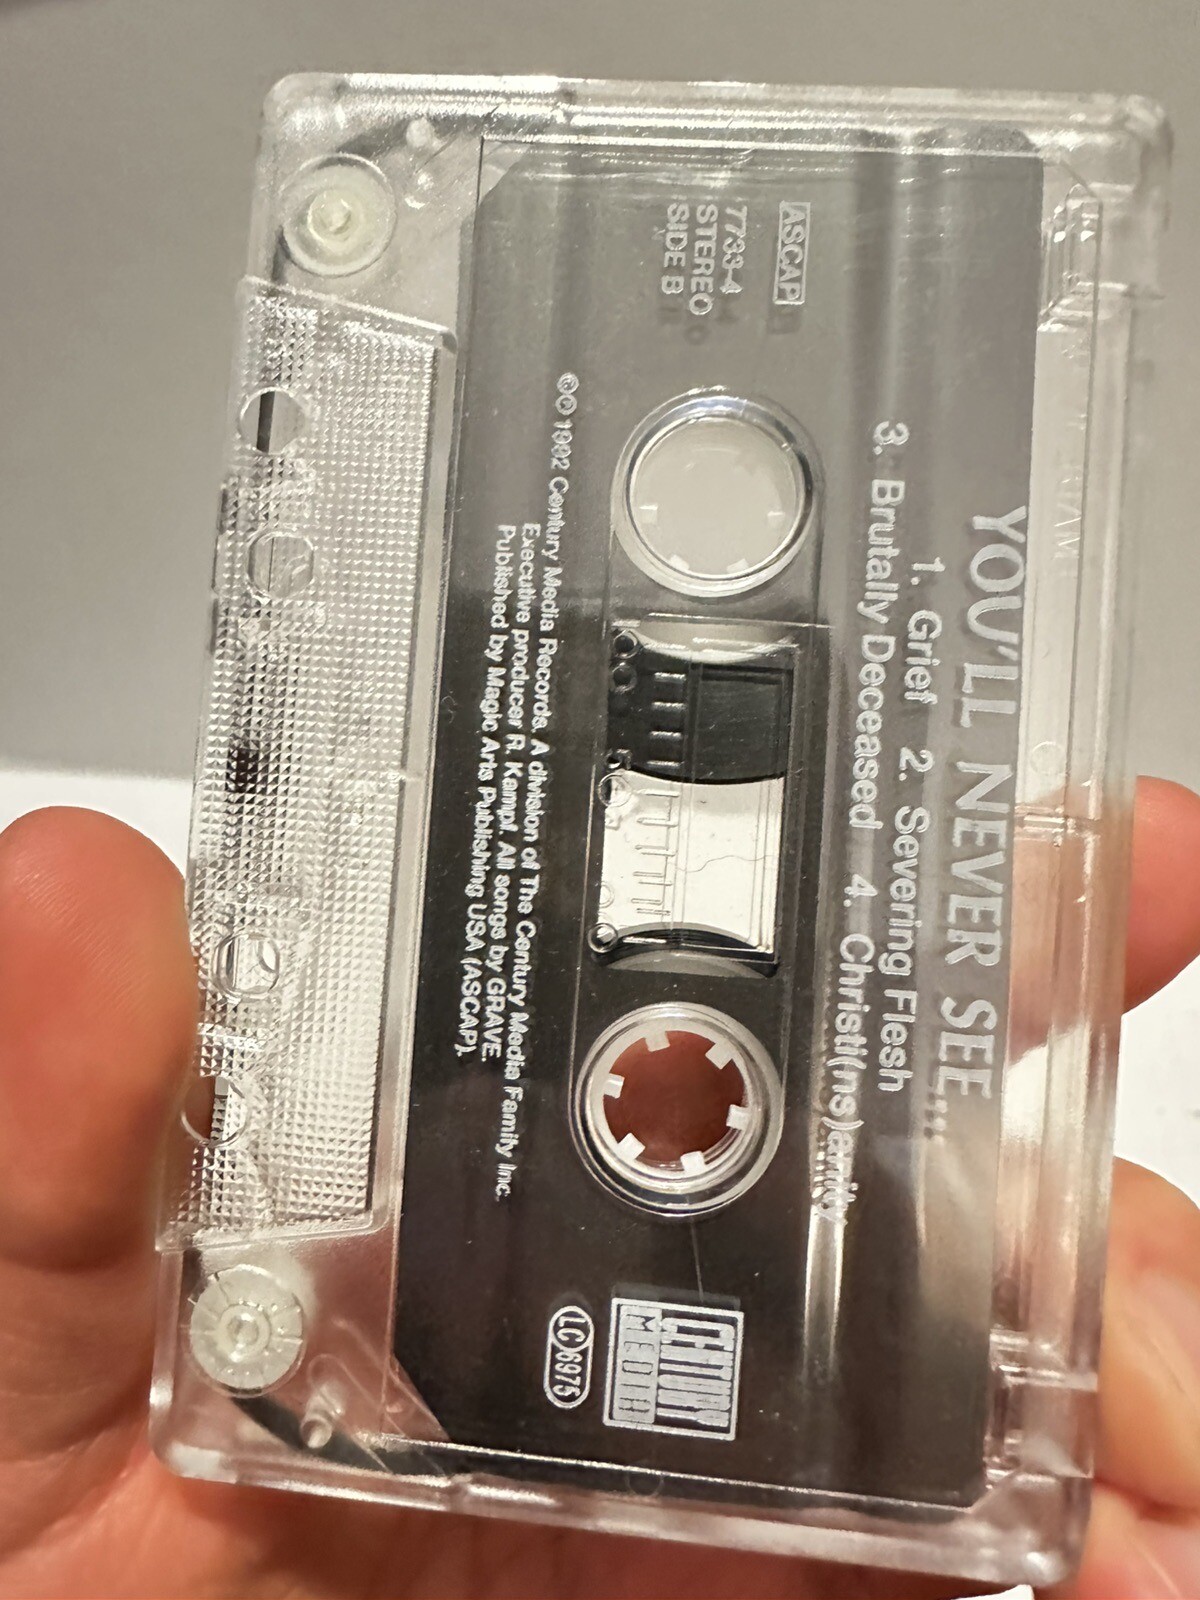 YOU'LL NEVER SEE...
1. Grief 2. Severing Flesh
3. Brutally Deceased 4. Christi(ns)anity
ASCAP
7733-4
STEREO
SIDE B
CENTURY
MEDIA
LC 6975
℗© 1992 Century Media Records. A division of The Century Media Family Inc.
Executive producer R. Kampf. All songs by GRAVE.
Published by Magic Arts Publishing USA (ASCAP).